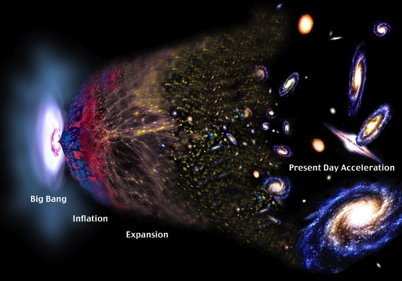 Present Day Acceleration
Big Bang
Inflation
Expansion